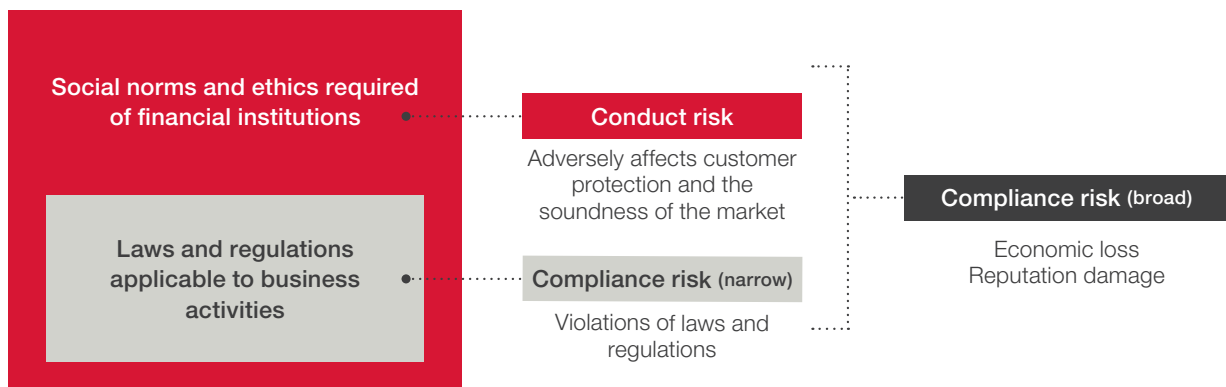 Social norms and ethics required
of financial institutions
Conduct risk
Adversely affects customer
protection and the
soundness of the market
Laws and regulations
applicable to business
activities
Compliance risk (narrow)
Violations of laws and
regulations
Compliance risk (broad)
Economic loss
Reputation damage